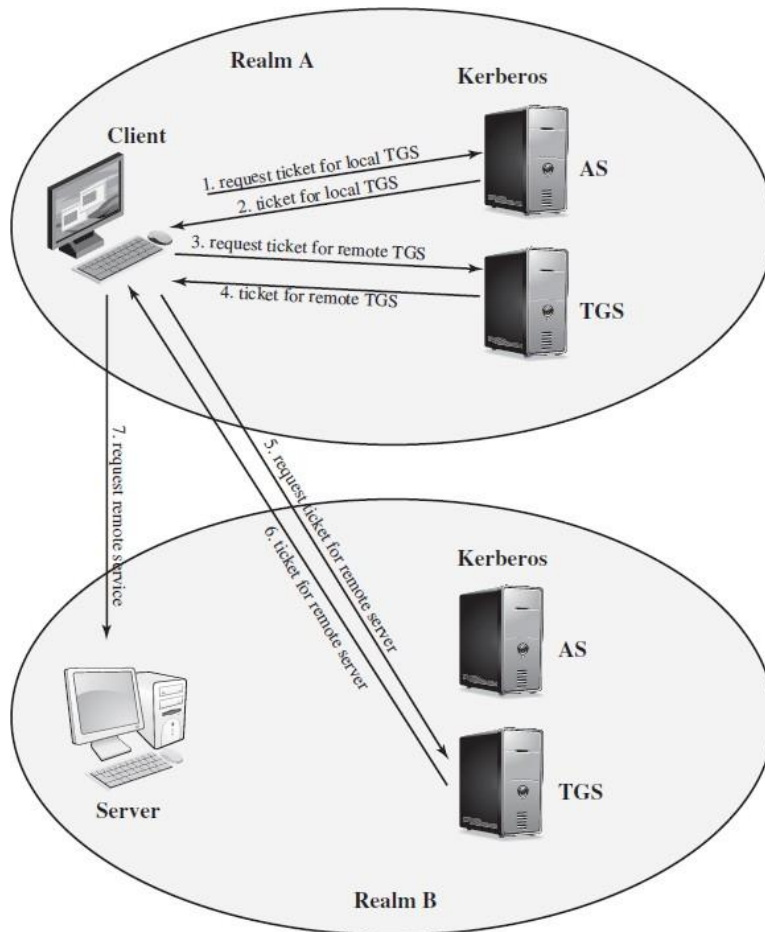 Realm A
Kerberos
Client
1. request ticket for local TGS
2. ticket for local TGS
AS
3. request ticket for remote TGS
4. ticket for remote TGS
TGS
5. request ticket for remote server
6. ticket for remote server
7. request remote service
Kerberos
AS
TGS
Server
Realm B